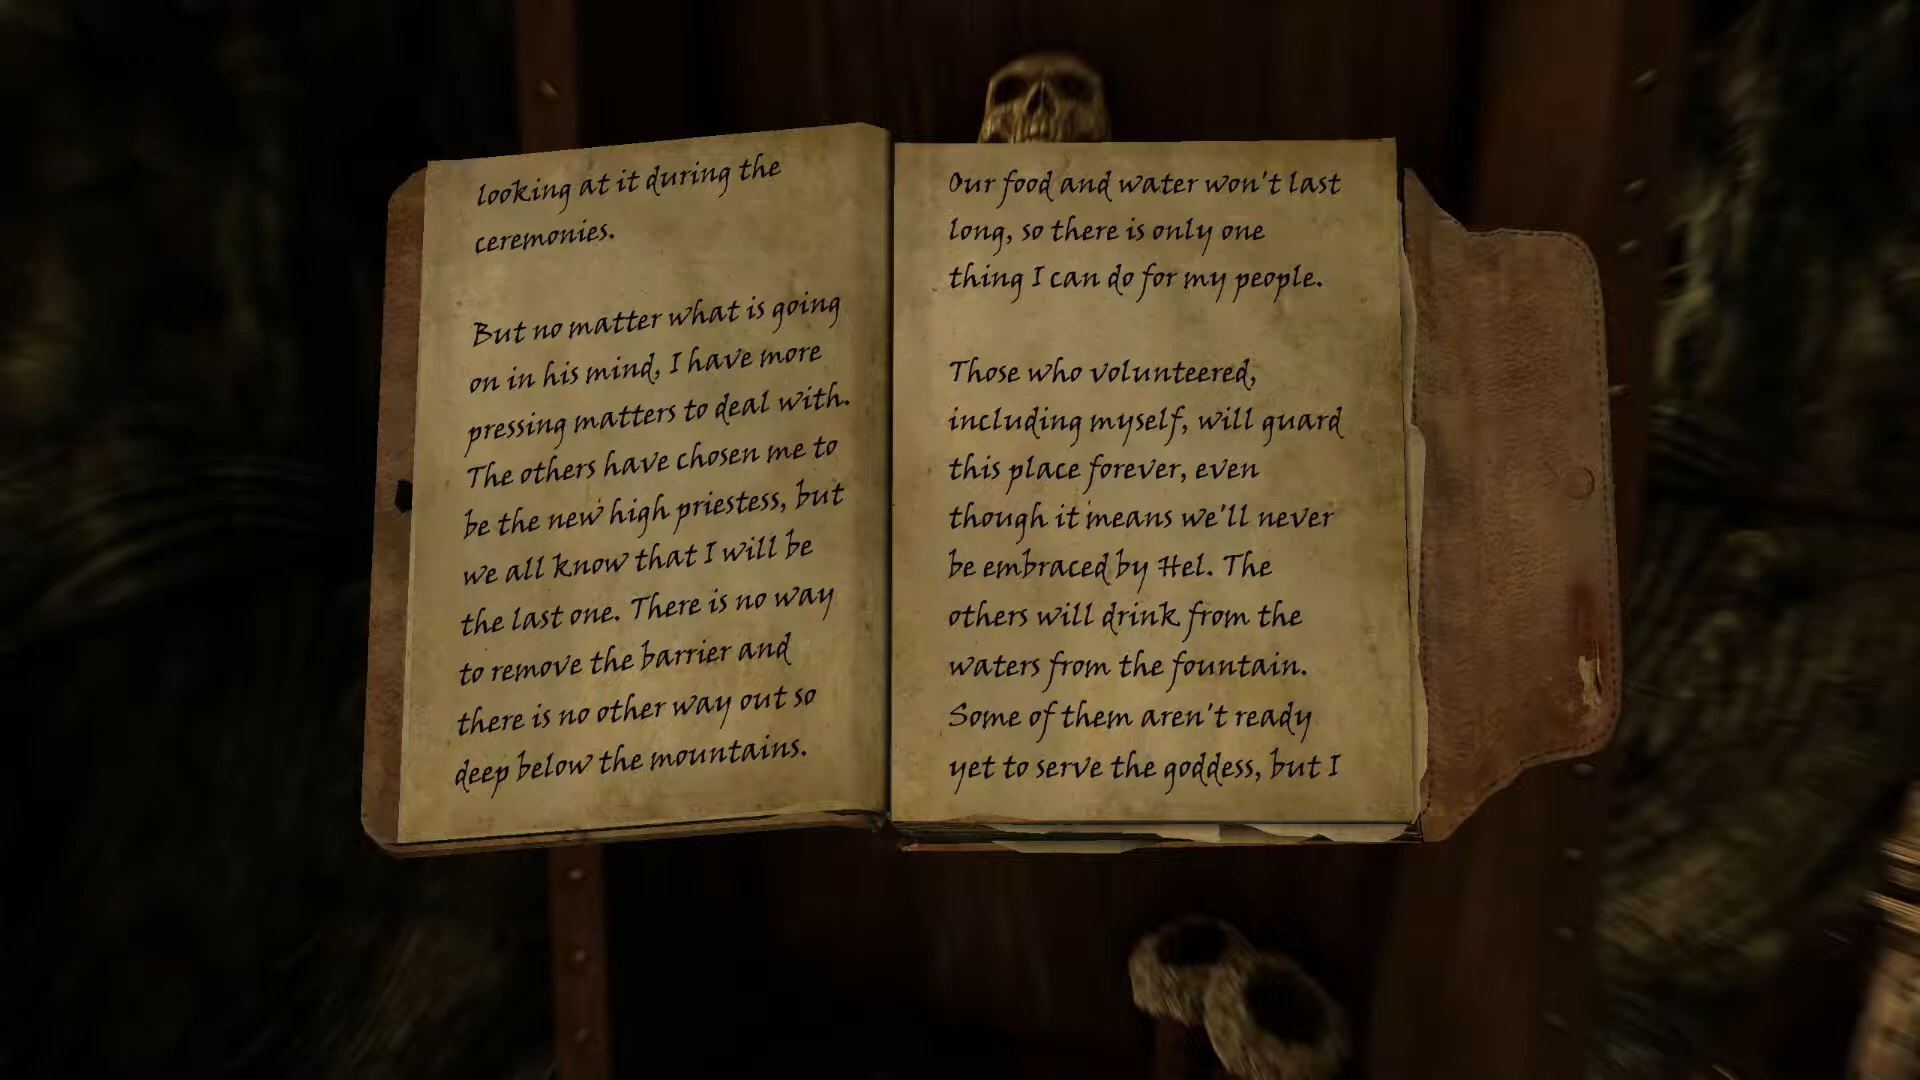 looking at it during the
ceremonies.
But no matter what is going
on in his mind, I have more
pressing matters to deal with.
The others have chosen me to
be the new high priestess, but
we all know that I will be
the last one. There is no way
to remove the barrier and
there is no other way out so
deep below the mountains.
Our food and water won't last
long, so there is only one
thing I can do for my people.
Those who volunteered,
including myself, will guard
this place forever, even
though it means we'll never
be embraced by Hel. The
others will drink from the
waters from the fountain.
Some of them aren't ready
yet to serve the goddess, but I